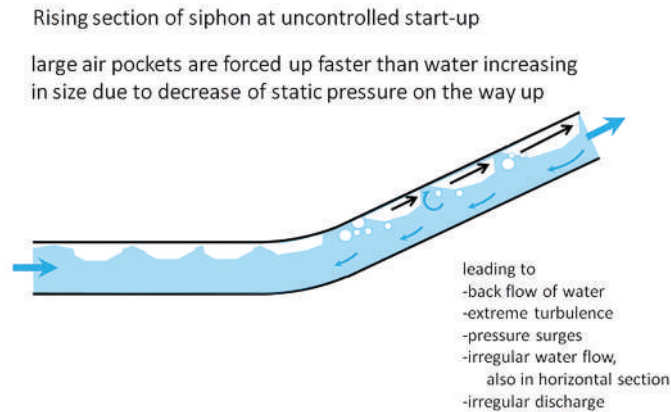 Rising section of siphon at uncontrolled start-up
large air pockets are forced up faster than water increasing
in size due to decrease of static pressure on the way up
leading to
-back flow of water
-extreme turbulence
-pressure surges
-irregular water flow,
also in horizontal section
-irregular discharge